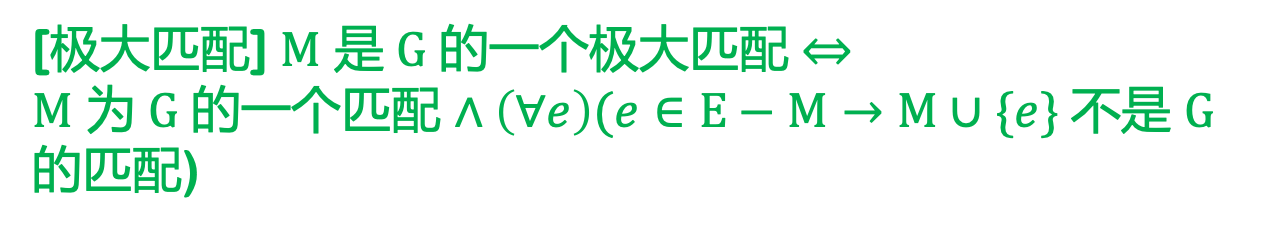 [极大匹配] M 是 G 的一个极大匹配 ⇔
M 为 G 的一个匹配 ∧ (∀e)(e ∈ E − M → M ∪ {e} 不是 G
的匹配)